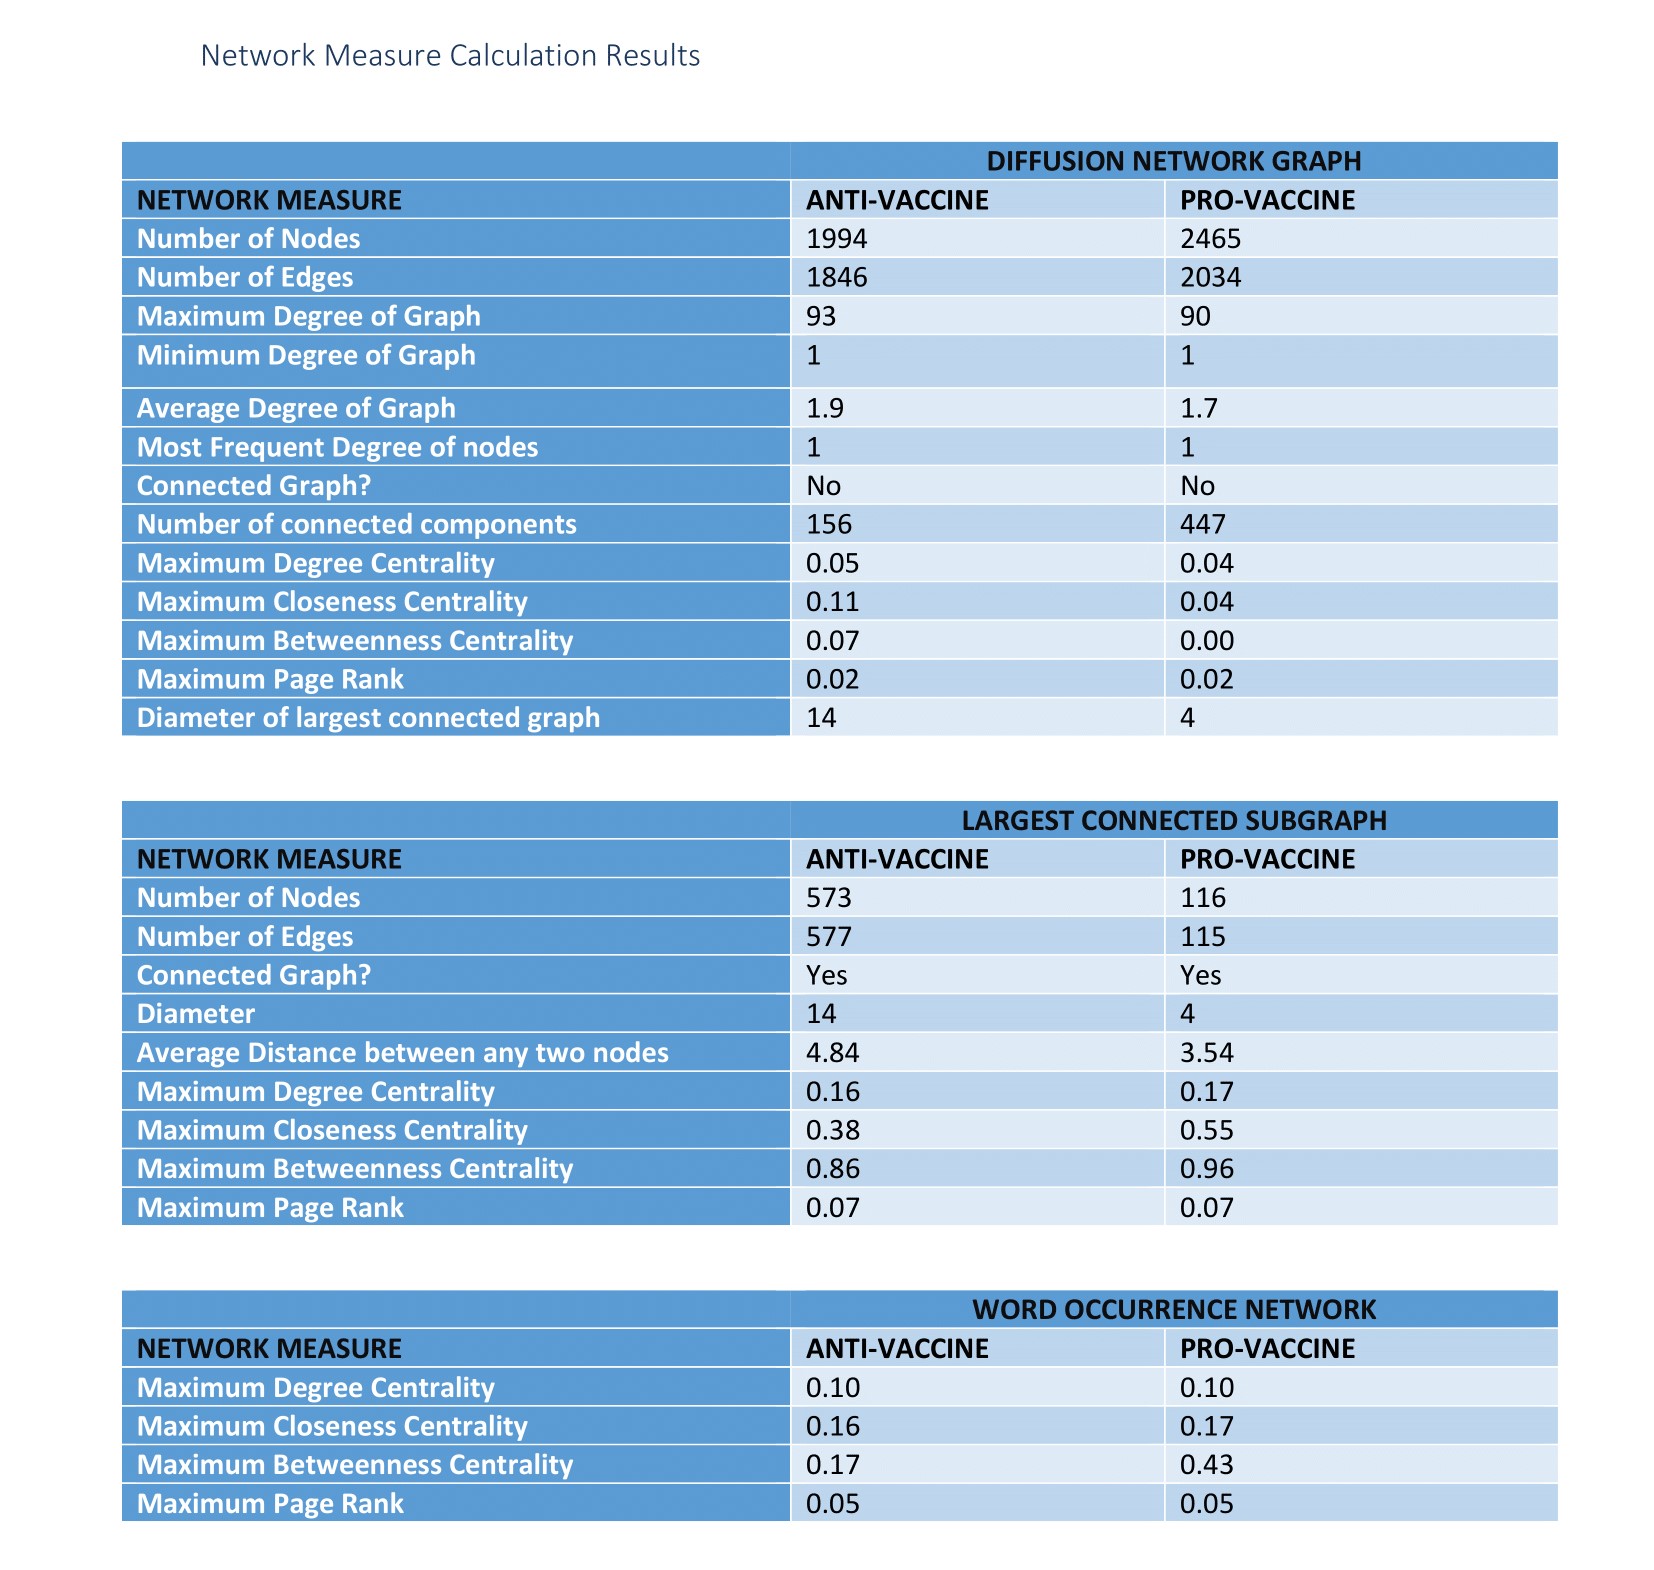 Network Measure Calculation Results
DIFFUSION NETWORK GRAPH
NETWORK MEASURE ANTI-VACCINE PRO-VACCINE
Number of Nodes 1994 2465
Number of Edges 1846 2034
Maximum Degree of Graph 93 90
Minimum Degree of Graph 1 1
Average Degree of Graph 1.9 1.7
Most Frequent Degree of nodes 1 1
Connected Graph? No No
Number of connected components 156 447
Maximum Degree Centrality 0.05 0.04
Maximum Closeness Centrality 0.11 0.04
Maximum Betweenness Centrality 0.07 0.00
Maximum Page Rank 0.02 0.02
Diameter of largest connected graph 14 4
LARGEST CONNECTED SUBGRAPH
NETWORK MEASURE ANTI-VACCINE PRO-VACCINE
Number of Nodes 573 116
Number of Edges 577 115
Connected Graph? Yes Yes
Diameter 14 4
Average Distance between any two nodes 4.84 3.54
Maximum Degree Centrality 0.16 0.17
Maximum Closeness Centrality 0.38 0.55
Maximum Betweenness Centrality 0.86 0.96
Maximum Page Rank 0.07 0.07
WORD OCCURRENCE NETWORK
NETWORK MEASURE ANTI-VACCINE PRO-VACCINE
Maximum Degree Centrality 0.10 0.10
Maximum Closeness Centrality 0.16 0.17
Maximum Betweenness Centrality 0.17 0.43
Maximum Page Rank 0.05 0.05